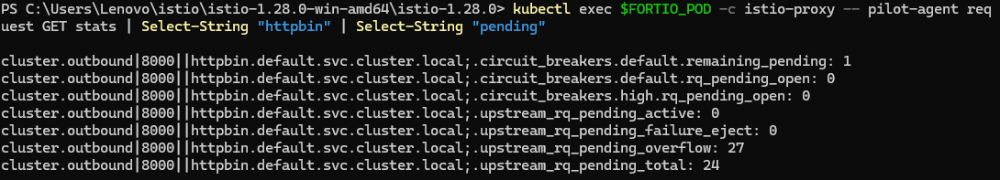 PS C:\Users\Lenovo\istio\istio-1.28.0-win-amd64\istio-1.28.0> kubectl exec $FORTIO_POD -c istio-proxy -- pilot-agent req
uest GET stats | Select-String "httpbin" | Select-String "pending"
cluster.outbound|8000||httpbin.default.svc.cluster.local;.circuit_breakers.default.remaining_pending: 1
cluster.outbound|8000||httpbin.default.svc.cluster.local;.circuit_breakers.default.rq_pending_open: 0
cluster.outbound|8000||httpbin.default.svc.cluster.local;.circuit_breakers.high.rq_pending_open: 0
cluster.outbound|8000||httpbin.default.svc.cluster.local;.upstream_rq_pending_active: 0
cluster.outbound|8000||httpbin.default.svc.cluster.local;.upstream_rq_pending_failure_eject: 0
cluster.outbound|8000||httpbin.default.svc.cluster.local;.upstream_rq_pending_overflow: 27
cluster.outbound|8000||httpbin.default.svc.cluster.local;.upstream_rq_pending_total: 24